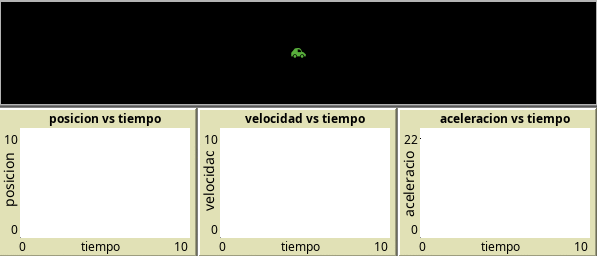 posicion vs tiempo
10
posicion
0
0
tiempo
10
velocidad vs tiempo
10
velocidac
0
0
tiempo
10
aceleracion vs tiempo
22
aceleracio
0
0
tiempo
10